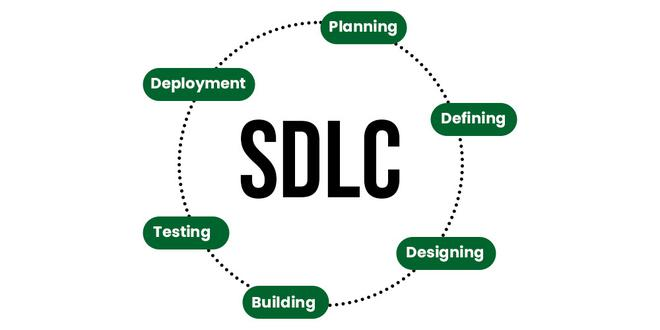 Planning
Deployment
Defining
SDLC
Testing
Designing
Building